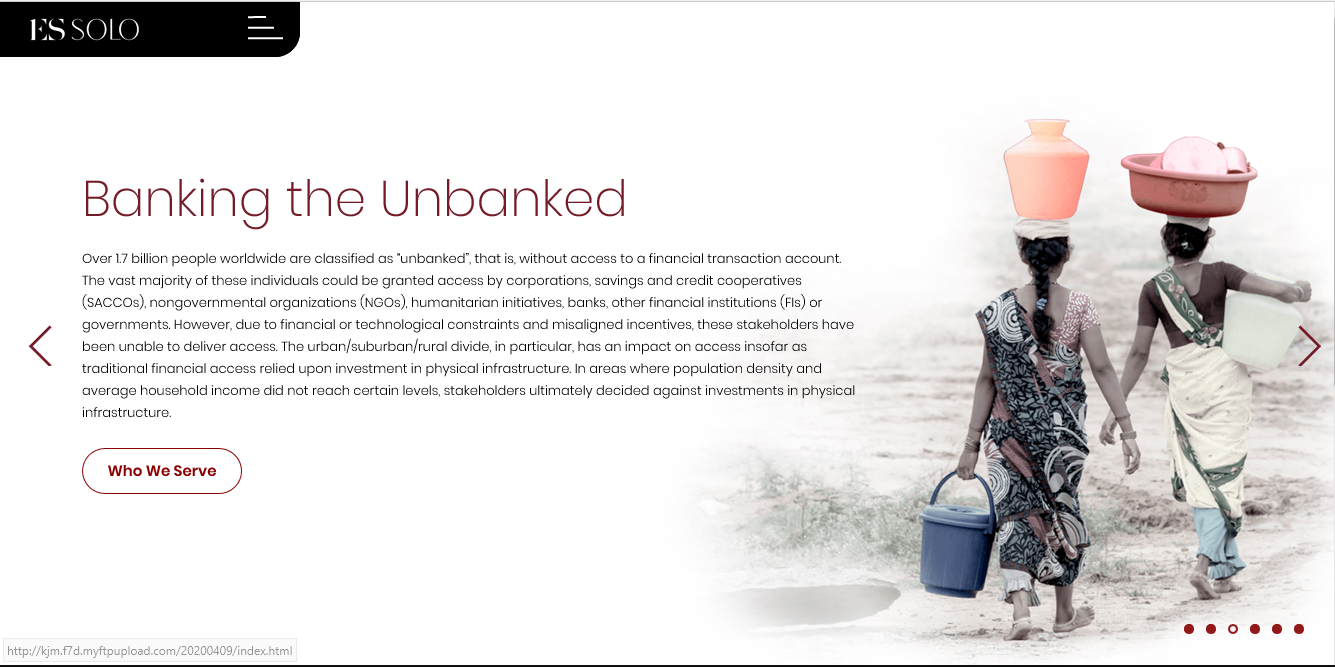 ES SOLO
Banking the Unbanked
Over 1.7 billion people worldwide are classified as "unbanked", that is, without access to a financial transaction account.
The vast majority of these individuals could be granted access by corporations, savings and credit cooperatives
(SACCOs), nongovernmental organizations (NGOs), humanitarian initiatives, banks, other financial institutions (FIs) or
governments. However, due to financial or technological constraints and misaligned incentives, these stakeholders have
been unable to deliver access. The urban/suburban/rural divide, in particular, has an impact on access insofar as
traditional financial access relied upon investment in physical infrastructure. In areas where population density and
average household income did not reach certain levels, stakeholders ultimately decided against investments in physical
infrastructure.
Who We Serve
http://kjm.f7d.myftpupload.com/20200409/index.html